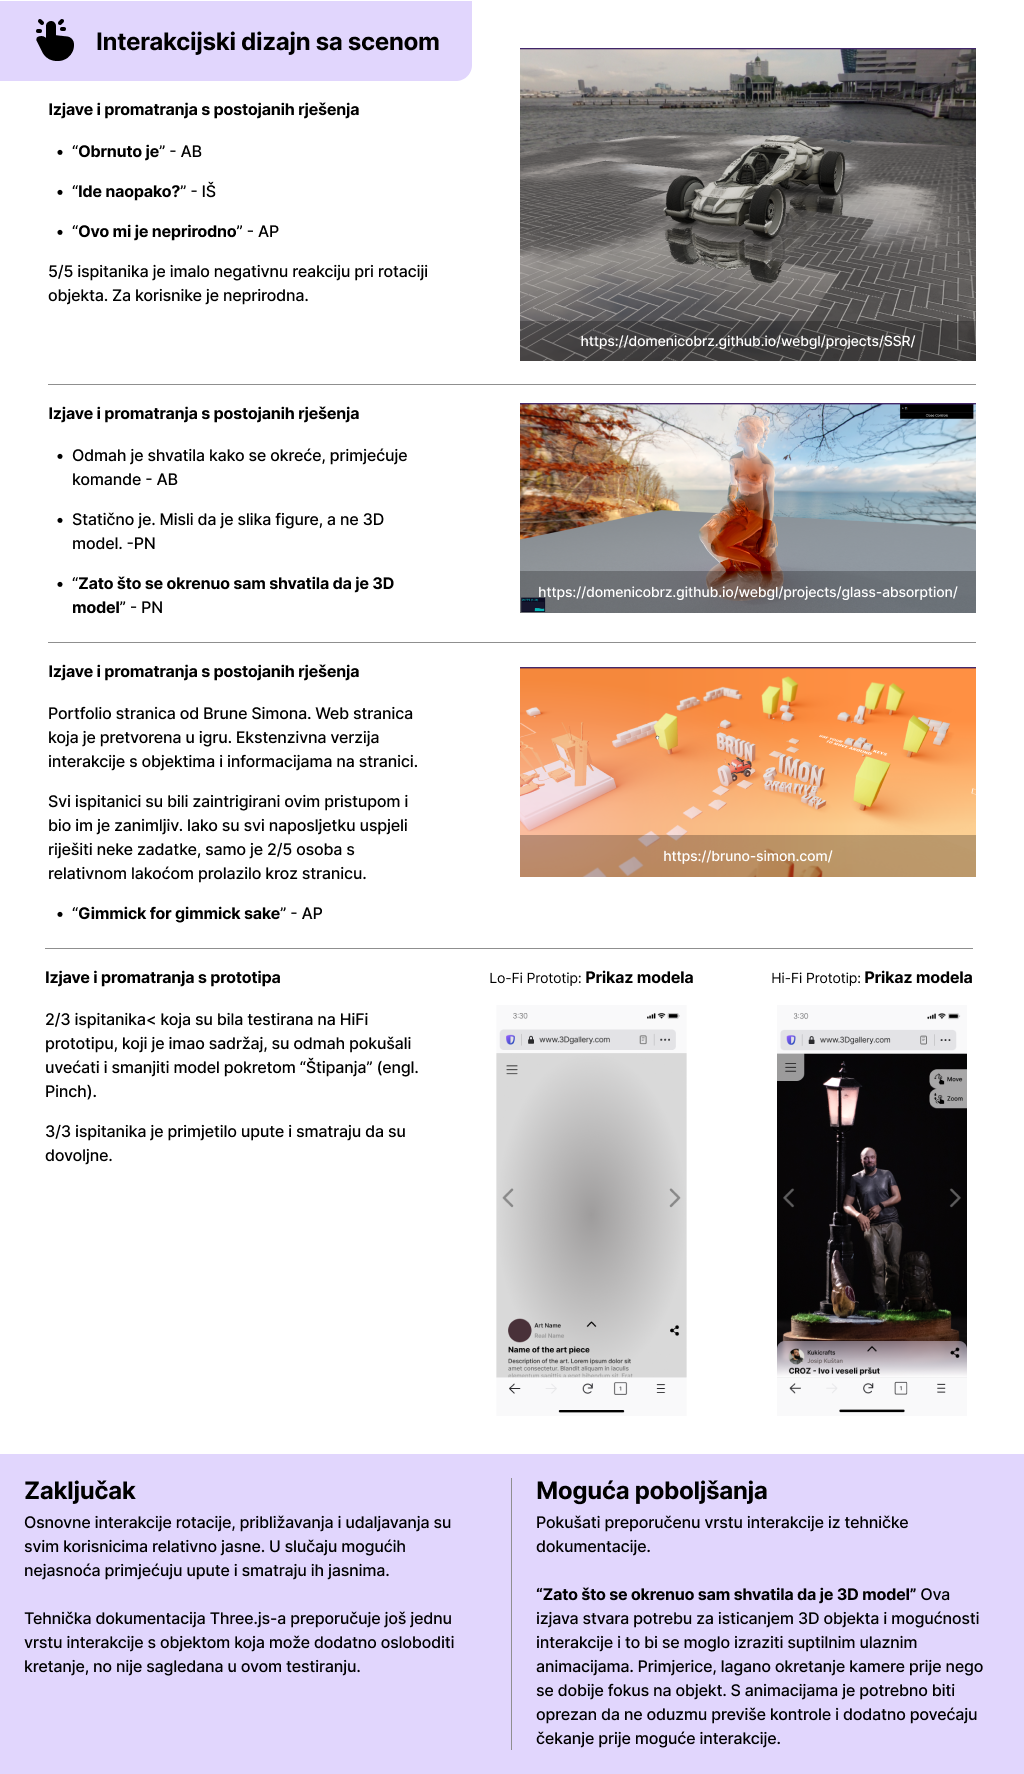 Interakcijski dizajn sa scenom
Izjave i promatranja s postojanih rješenja
• “Obrnuto je” - AB
• “Ide naopako?” - IŠ
• “Ovo mi je neprirodno” - AP
5/5 ispitanika je imalo negativnu reakciju pri rotaciji
objekta. Za korisnike je neprirodna.
https://domenicobrz.github.io/webgl/projects/SSR/
Izjave i promatranja s postojanih rješenja
• Odmah je shvatila kako se okreće, primjećuje
komande - AB
• Statično je. Misli da je slika figure, a ne 3D
model. -PN
• “Zato što se okrenuo sam shvatila da je 3D
model” - PN
https://domenicobrz.github.io/webgl/projects/glass-absorption/
Izjave i promatranja s postojanih rješenja
Portfolio stranica od Brune Simona. Web stranica
koja je pretvorena u igru. Ekstenzivna verzija
interakcije s objektima i informacijama na stranici.
Svi ispitanici su bili zaintrigirani ovim pristupom i
bio im je zanimljiv. Iako su svi naposljetku uspjeli
riješiti neke zadatke, samo je 2/5 osoba s
relativnom lakoćom prolazilo kroz stranicu.
• “Gimmick for gimmick sake” - AP
BRUN
IMON
CREATIVE
DEV
https://bruno-simon.com/
Izjave i promatranja s prototipa
2/3 ispitanika< koja su bila testirana na HiFi
prototipu, koji je imao sadržaj, su odmah pokušali
uvećati i smanjiti model pokretom “Štipanja” (engl.
Pinch).
3/3 ispitanika je primjetilo upute i smatraju da su
dovoljne.
Lo-Fi Prototip: Prikaz modela
3:30
www.3Dgallery.com
Art Name
Real Name
Name of the art piece
Description of the art. Lorem ipsum dolor sit
amet consectetur. Blandit aliquam in iaculis
1
Hi-Fi Prototip: Prikaz modela
3:30
www.3Dgallery.com
Move
Zoom
Kukicrafts
Josip Kuštan
CROZ - Ivo i veseli pršut
1
Zaključak
Osnovne interakcije rotacije, približavanja i udaljavanja su
svim korisnicima relativno jasne. U slučaju mogućih
nejasnoća primjećuju upute i smatraju ih jasnima.
Tehnička dokumentacija Three.js-a preporučuje još jednu
vrstu interakcije s objektom koja može dodatno osloboditi
kretanje, no nije sagledana u ovom testiranju.
Moguća poboljšanja
Pokušati preporučenu vrstu interakcije iz tehničke
dokumentacije.
“Zato što se okrenuo sam shvatila da je 3D model” Ova
izjava stvara potrebu za isticanjem 3D objekta i mogućnosti
interakcije i to bi se moglo izraziti suptilnim ulaznim
animacijama. Primjerice, lagano okretanje kamere prije nego
se dobije fokus na objekt. S animacijama je potrebno biti
oprezan da ne oduzmu previše kontrole i dodatno povećaju
čekanje prije moguće interakcije.